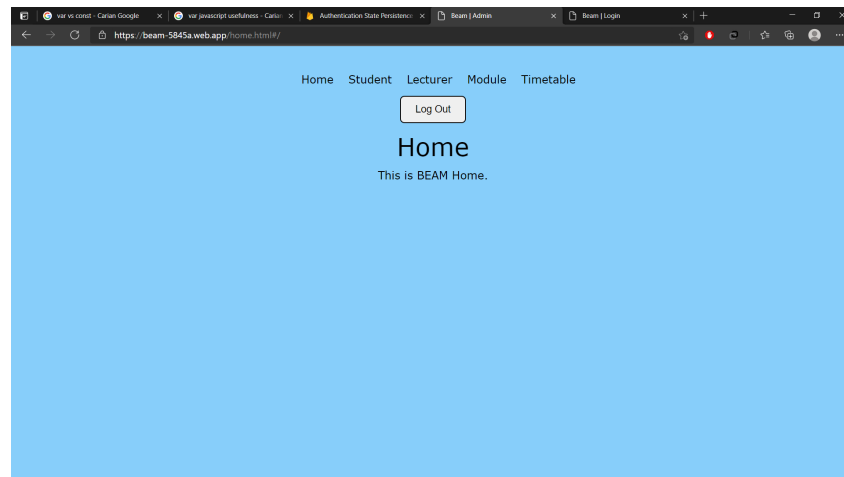 var vs const - Carian Google
var javascript usefulness - Carian
Authentication State Persistence
Beam | Admin
Beam | Login
https://beam-5845a.web.app/home.html#/
Home Student Lecturer Module Timetable
Log Out
Home
This is BEAM Home.